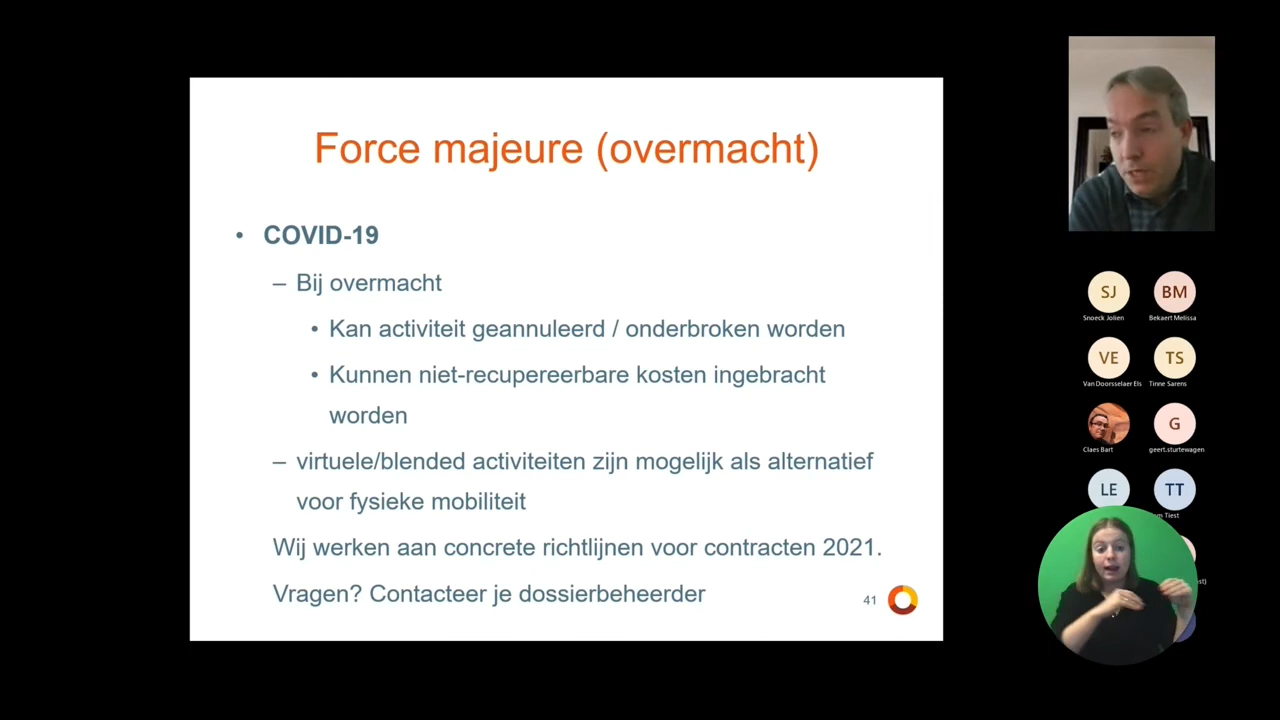 Force majeure (overmacht)
• COVID-19
– Bij overmacht
• Kan activiteit geannuleerd / onderbroken worden
• Kunnen niet-recupereerbare kosten ingebracht
worden
– virtuele/blended activiteiten zijn mogelijk als alternatief
voor fysieke mobiliteit
Wij werken aan concrete richtlijnen voor contracten 2021.
Vragen? Contacteer je dossierbeheerder
41
SJ
Snoeck Jolien
BM
Bekaert Melissa
VE
Van Doorsselaer Els
TS
Tinne Sarens
Claes Bart
G
geert.sturtewagen
LE
TT
Tiest